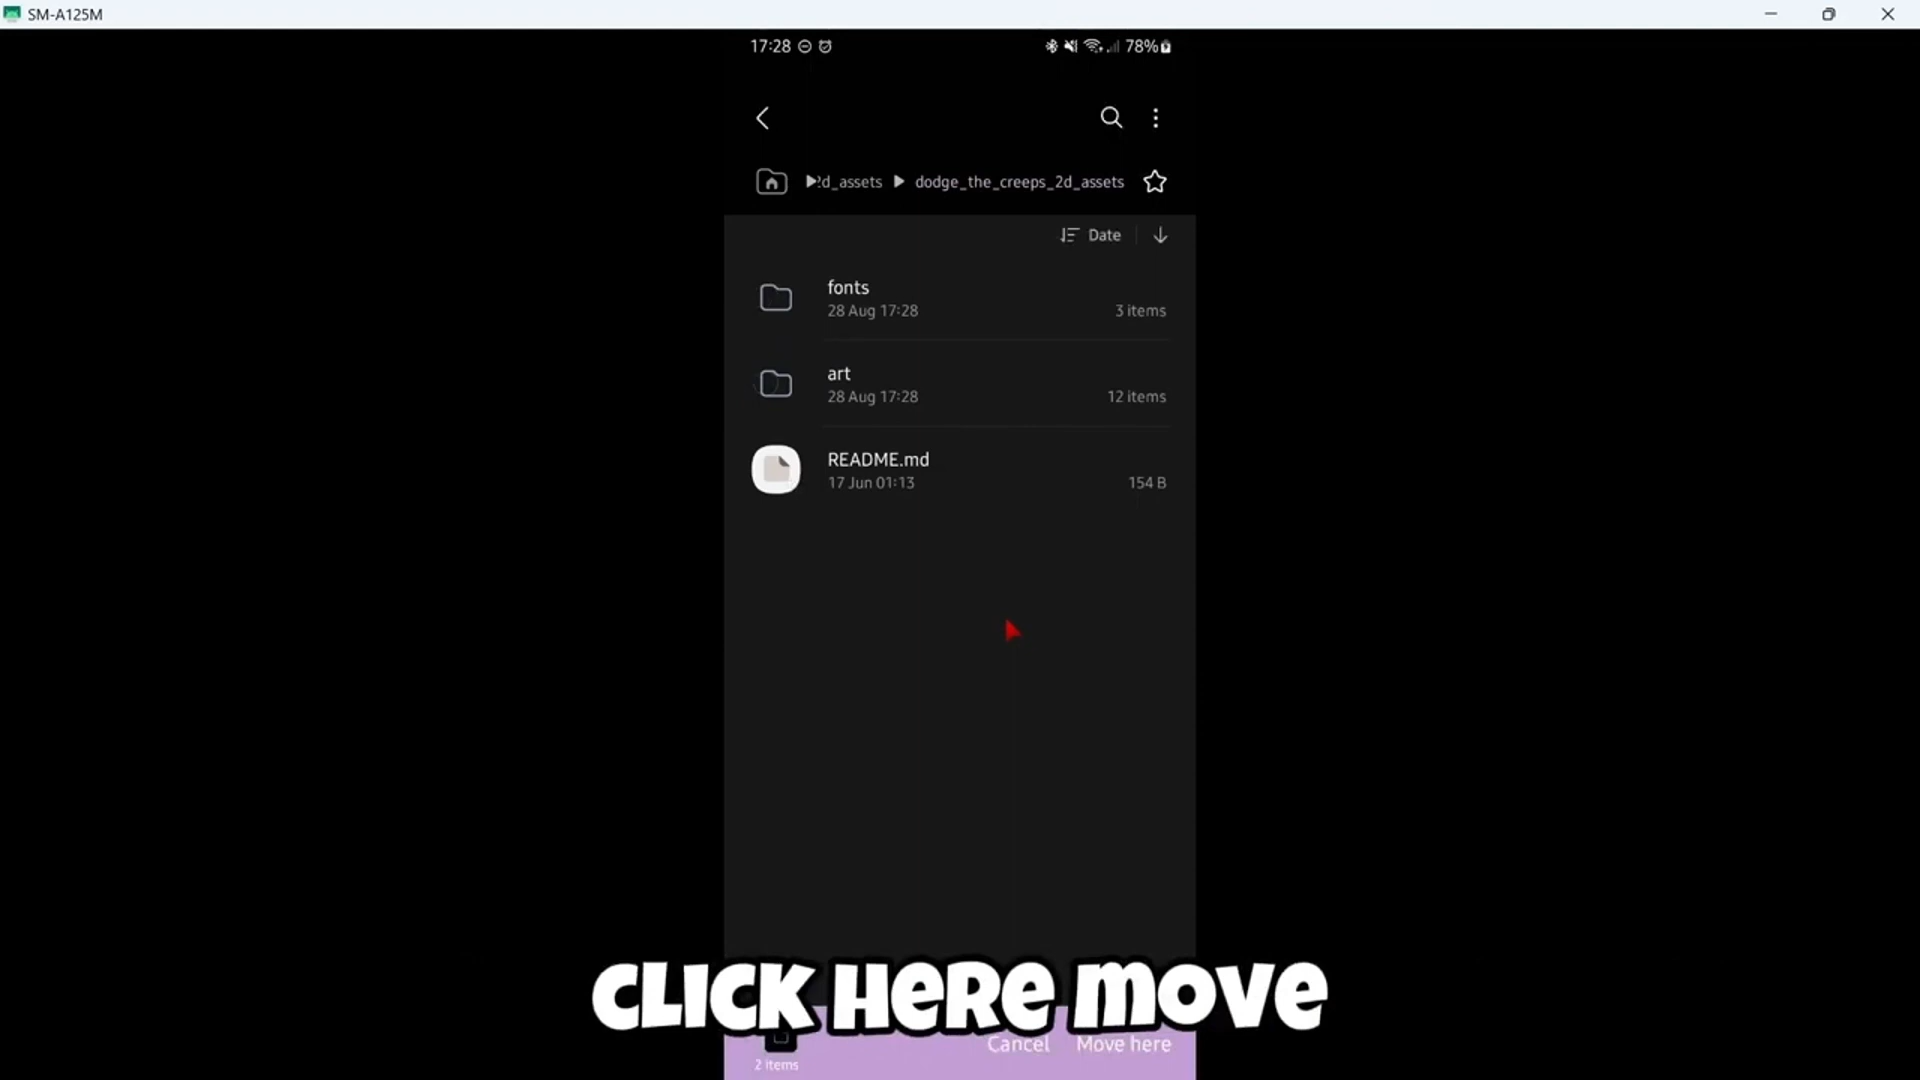 SM-A125M
17:28
78%
2d_assets dodge_the_creeps_2d_assets
Date
fonts
28 Aug 17:28 3 items
art
28 Aug 17:28 12 items
README.md
17 Jun 01:13 154 B
CLICK HERE MOVE
Cancel Move here
2 items